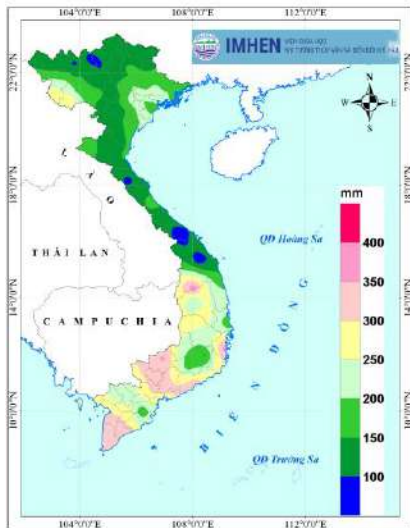 104°0'0"E 108°0'0"E 112°0'0"E
IMHEN
22°0'0"N
N
W E
S
18°0'0"N
L À O
mm
QĐ Hoàng Sa
THÁI LAN
400
350
14°0'0"N
CAMPUCHIA
300
250
BIỂN ĐÔNG
200
150
10°0'0"N
QĐ Trường Sa
100
104°0'0"E 108°0'0"E 112°0'0"E